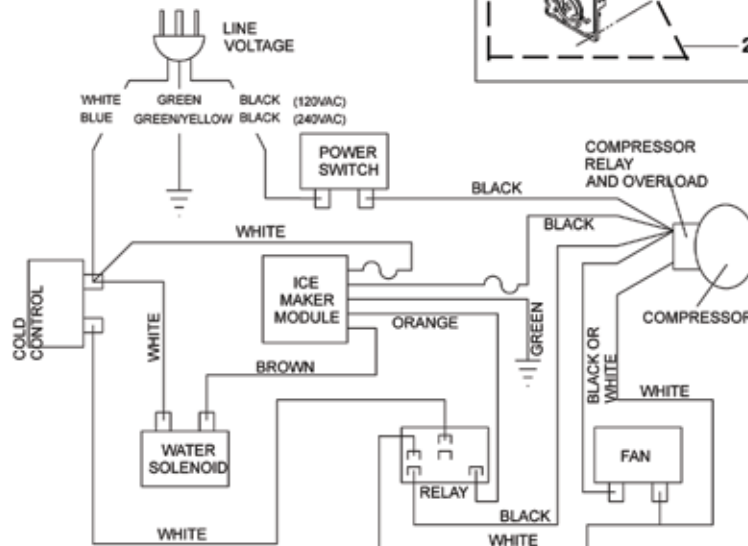 LINE
VOLTAGE
2
WHITE GREEN BLACK (120VAC)
BLUE GREEN/YELLOW BLACK (240VAC)
POWER
SWITCH
COMPRESSOR
RELAY
AND OVERLOAD
BLACK
BLACK
WHITE
ICE
MAKER
MODULE
COLD
CONTROL
ORANGE
GREEN
COMPRESSOR
WHITE
BROWN
BLACK OR
WHITE
WHITE
WATER
SOLENOID
RELAY
FAN
BLACK
WHITE
WHITE